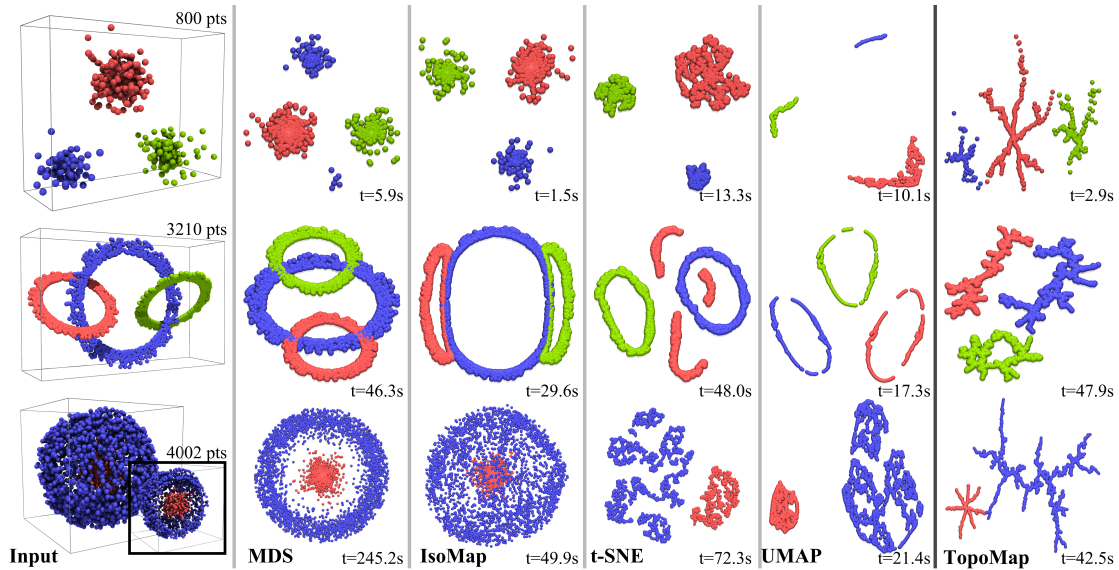 800 pts
t=5.9s
t=1.5s
t=13.3s
t=10.1s
t=2.9s
3210 pts
t=46.3s
t=29.6s
t=48.0s
t=17.3s
t=47.9s
4002 pts
Input
MDS
t=245.2s
IsoMap
t=49.9s
t-SNE
t=72.3s
UMAP
t=21.4s
TopoMap
t=42.5s